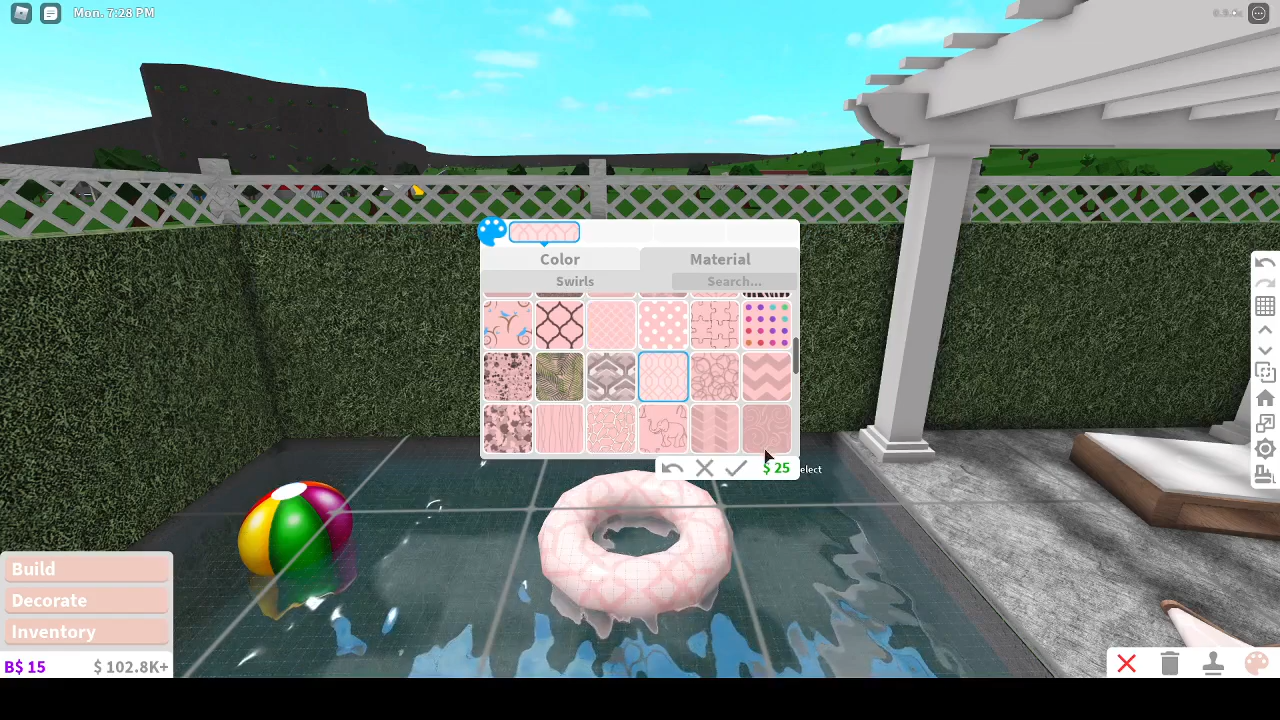 Mon. 7:28 PM
Color
Material
Swirls
Search...
$ 25
elect
Build
Decorate
Inventory
B$ 15
$ 102.8K+